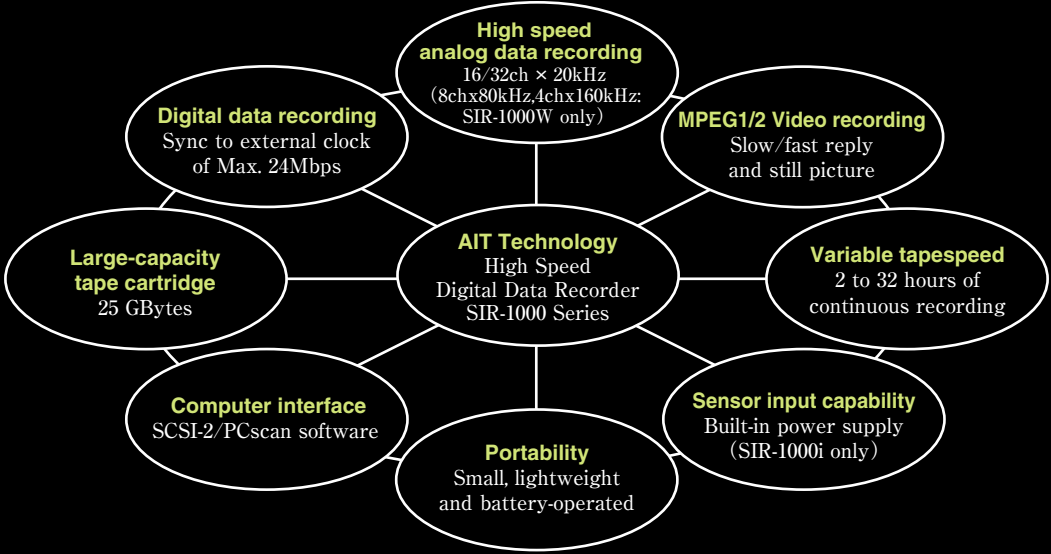 High speed
analog data recording
16/32ch × 20kHz
(8chx80kHz,4chx160kHz:
SIR-1000W only)
Digital data recording
Sync to external clock
of Max. 24Mbps
MPEG1/2 Video recording
Slow/fast reply
and still picture
Large-capacity
tape cartridge
25 GBytes
AIT Technology
High Speed
Digital Data Recorder
SIR-1000 Series
Variable tapespeed
2 to 32 hours of
continuous recording
Computer interface
SCSI-2/PCscan software
Portability
Small, lightweight
and battery-operated
Sensor input capability
Built-in power supply
(SIR-1000i only)